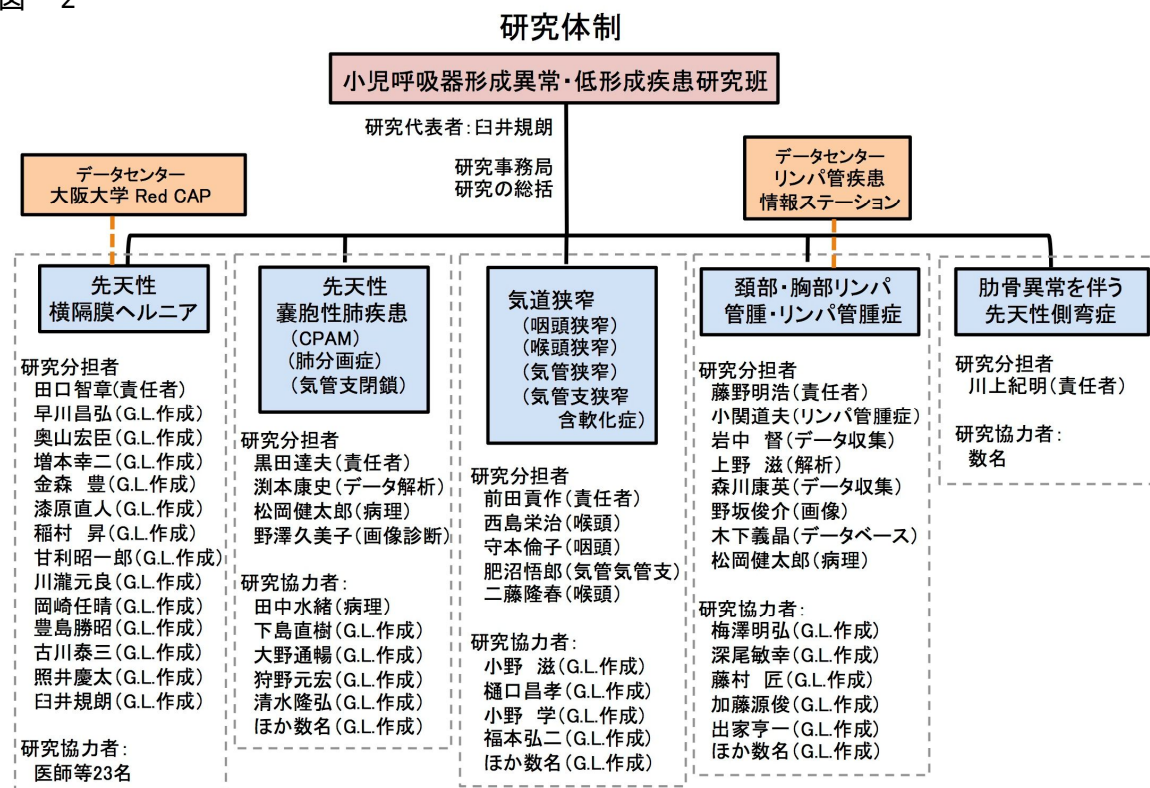 図 2
研究体制
小児呼吸器形成異常・低形成疾患研究班
研究代表者：臼井規朗
研究事務局
研究の総括
データセンター
大阪大学 Red CAP
データセンター
リンパ管疾患
情報ステーション
先天性
横隔膜ヘルニア
研究分担者
田口智章（責任者）
早川昌弘（G.L.作成）
奥山宏臣（G.L.作成）
増本幸二（G.L.作成）
金森 豊（G.L.作成）
漆原直人（G.L.作成）
稲村 昇（G.L.作成）
甘利昭一郎（G.L.作成）
川瀧元良（G.L.作成）
岡崎任晴（G.L.作成）
豊島勝昭（G.L.作成）
古川泰三（G.L.作成）
照井慶太（G.L.作成）
臼井規朗（G.L.作成）
研究協力者：
医師等23名
先天性
嚢胞性肺疾患
（CPAM）
（肺分画症）
（気管支閉鎖）
研究分担者
黒田達夫（責任者）
渕本康史（データ解析）
松岡健太郎（病理）
野澤久美子（画像診断）
研究協力者：
田中水緒（病理）
下島直樹（G.L.作成）
大野通暢（G.L.作成）
狩野元宏（G.L.作成）
清水隆弘（G.L.作成）
ほか数名（G.L.作成）
気道狭窄
（咽頭狭窄）
（喉頭狭窄）
（気管狭窄）
（気管支狭窄
含軟化症）
研究分担者
前田貢作（責任者）
西島栄治（喉頭）
守本倫子（咽頭）
肥沼悟郎（気管気管支）
二藤隆春（喉頭）
研究協力者：
小野 滋（G.L.作成）
樋口昌孝（G.L.作成）
小野 学（G.L.作成）
福本弘二（G.L.作成）
ほか数名（G.L.作成）
頚部・胸部リンパ
管腫・リンパ管腫症
研究分担者
藤野明浩（責任者）
小関道夫（リンパ管腫症）
岩中 督（データ収集）
上野 滋（解析）
森川康英（データ収集）
野坂俊介（画像）
木下義晶（データベース）
松岡健太郎（病理）
研究協力者：
梅澤明弘（G.L.作成）
深尾敏幸（G.L.作成）
藤村 匠（G.L.作成）
加藤源俊（G.L.作成）
出家亨一（G.L.作成）
ほか数名（G.L.作成）
肋骨異常を伴う
先天性側弯症
研究分担者
川上紀明（責任者）
研究協力者：
数名